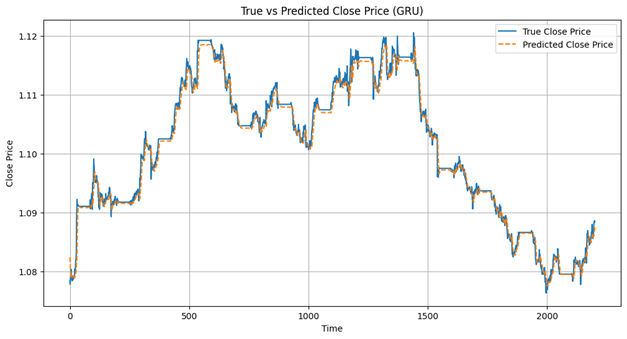 True vs Predicted Close Price (GRU)
True Close Price
Predicted Close Price
Close Price
1.12
1.11
1.10
1.09
1.08
0 500 1000 1500 2000
Time